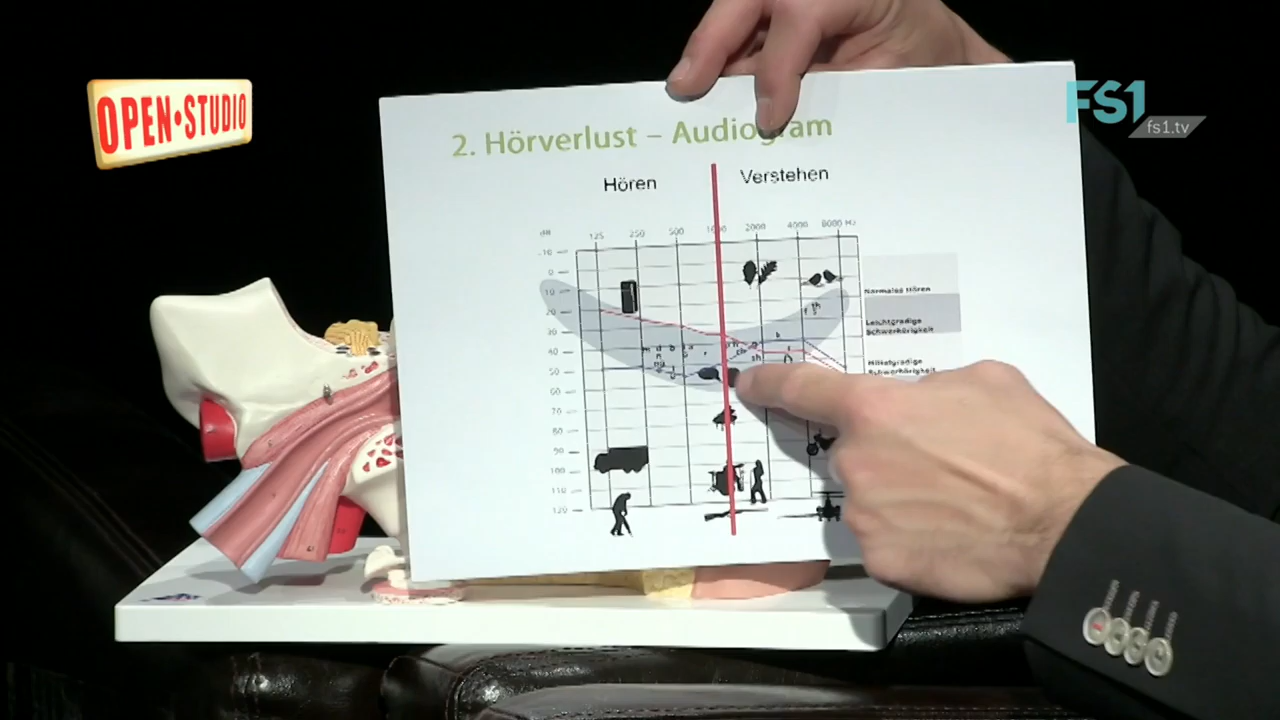 OPEN•STUDIO
FS1
fs1.tv
2. Hörverlust – Audiogram
Hören
Verstehen
dB 125 250 500 2000 4000 8000 Hz
-10
0
10
20
30
40
50
60
70
80
90
100
110
120
Normales Hören
Leichtgradige
Schwerhörigkeit
Mittelgradige
Schwerhörigkeit